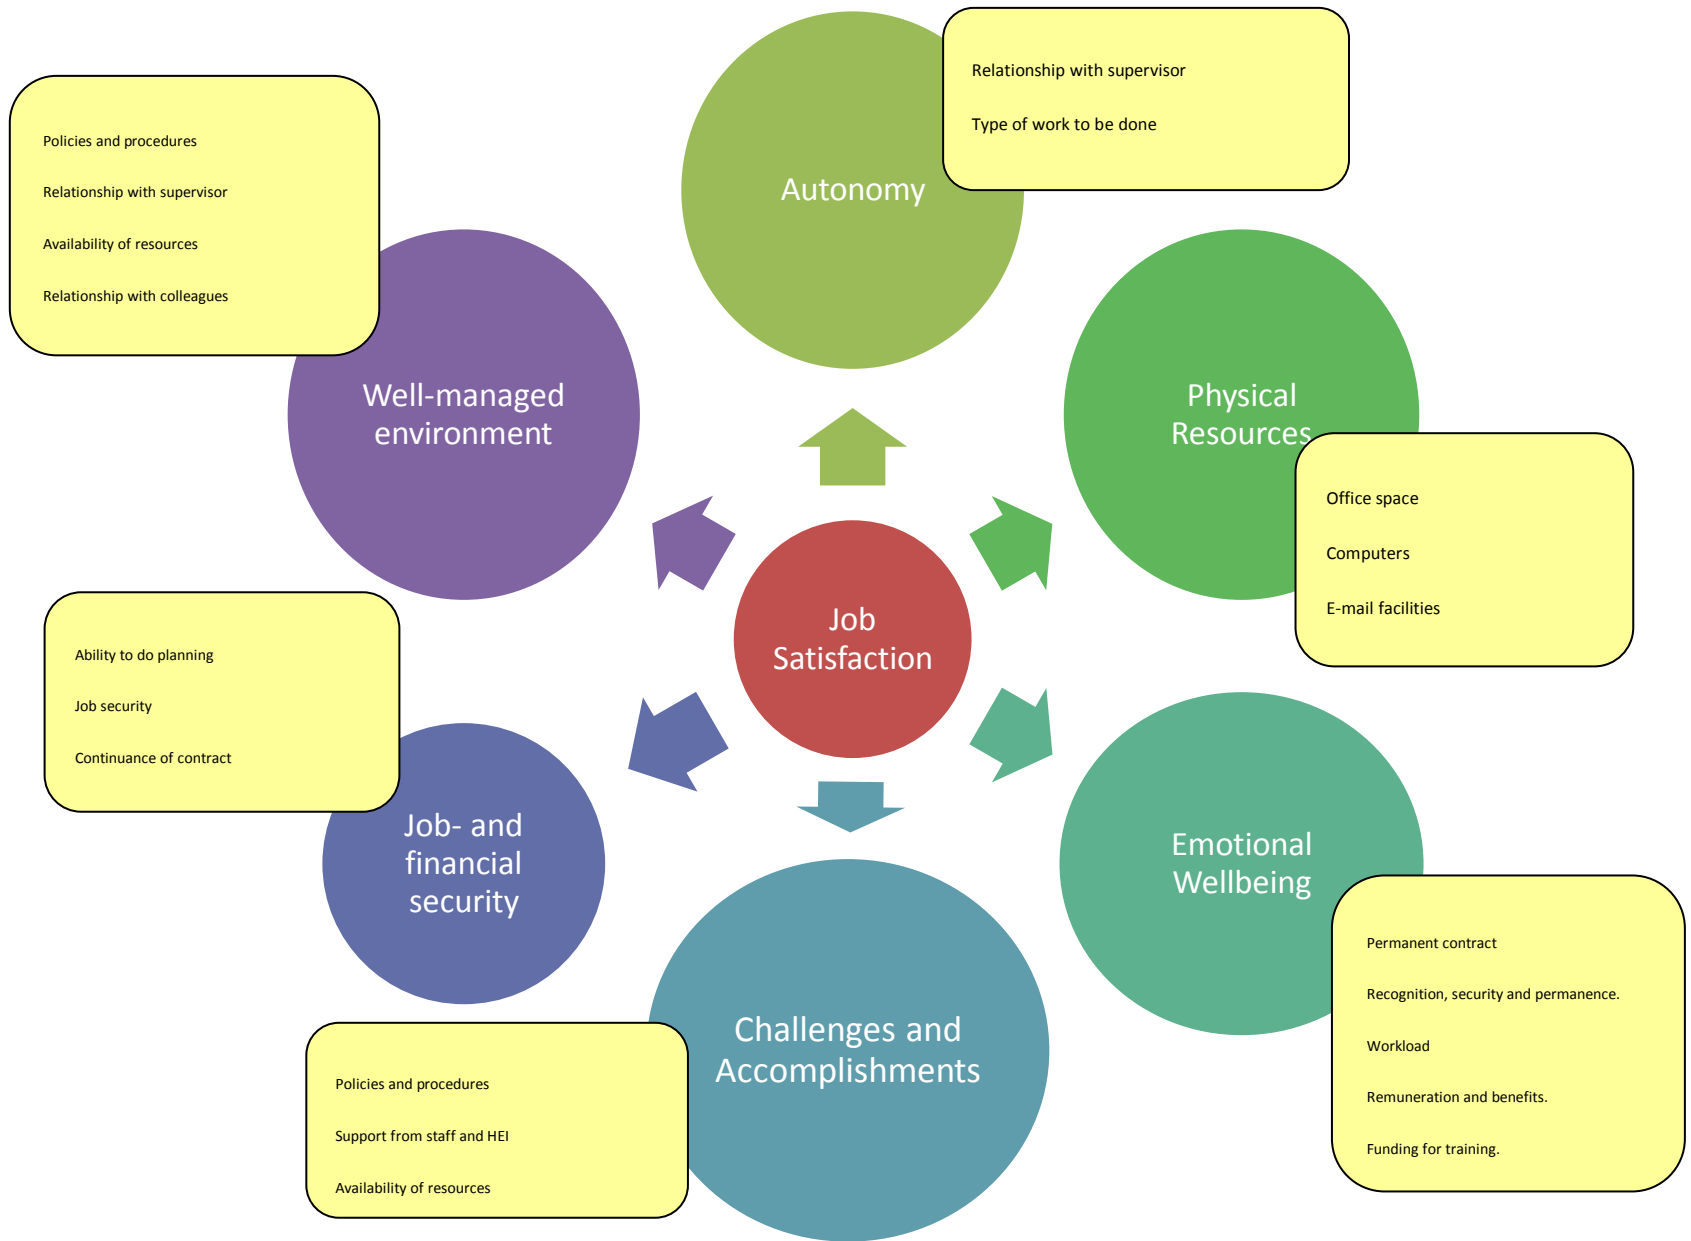 Autonomy
Relationship with supervisor
Type of work to be done
Policies and procedures
Relationship with supervisor
Availability of resources
Relationship with colleagues
Well-managed
environment
Physical
Resources
Office space
Computers
E-mail facilities
Job
Satisfaction
Ability to do planning
Job security
Continuance of contract
Job- and
financial
security
Emotional
Wellbeing
Permanent contract
Recognition, security and permanence.
Workload
Remuneration and benefits.
Funding for training.
Challenges and
Accomplishments
Policies and procedures
Support from staff and HEI
Availability of resources